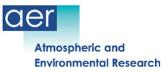 aer
Atmospheric and
Environmental Research